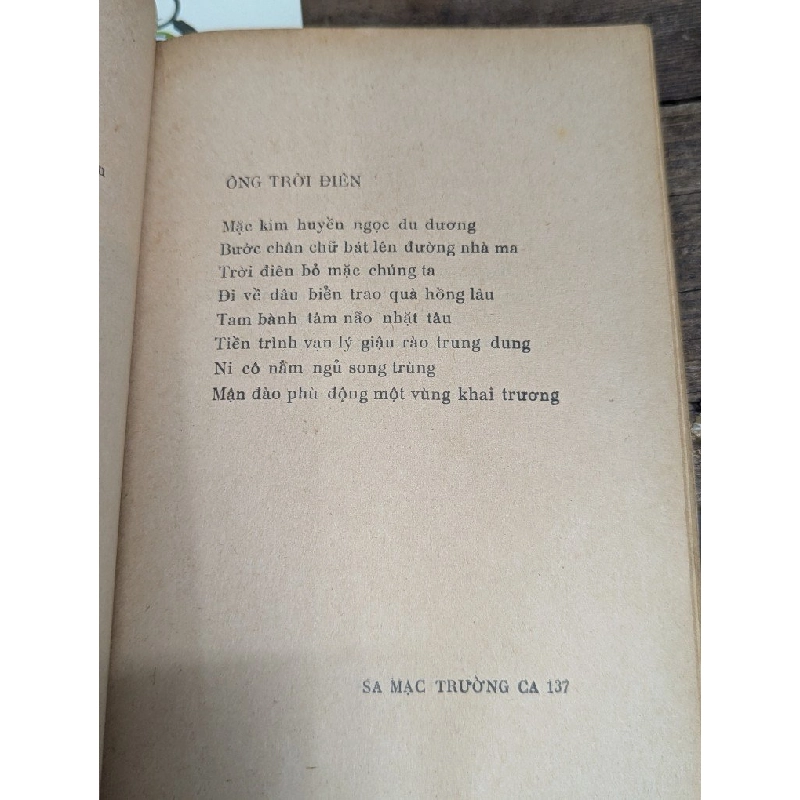 ÔNG TRỜI ĐIÊN
Mặc kim huyền ngọc du dương
Bước chân chữ bát lên đường nhà ma
Trời điên bỏ mặc chúng ta
Đi về dâu biển trao quà hồng lâu
Tam bành tâm não nhật tâu
Tiền trình vạn lý giậu rào trung dung
Ni cô nằm ngủ song trùng
Mận đào phù động một vùng khai trương
SA MẠC TRƯỜNG CA 137